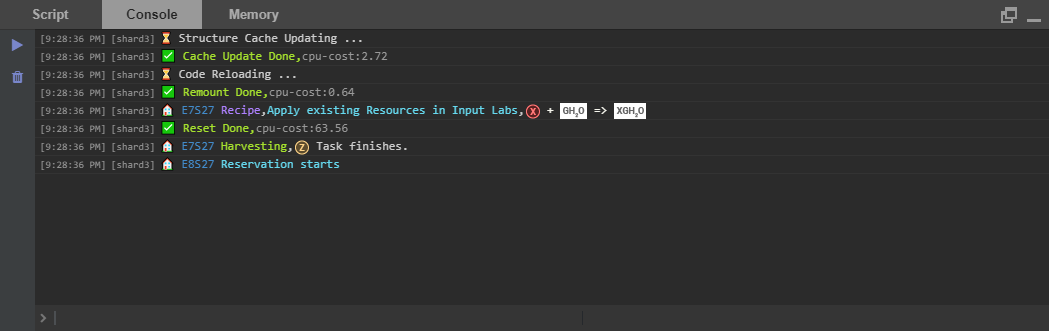 Script Console Memory
[9:28:36 PM] [shard3] ⏳ Structure Cache Updating ...
[9:28:36 PM] [shard3] ✅ Cache Update Done,cpu-cost:2.72
[9:28:36 PM] [shard3] ⏳ Code Reloading ...
[9:28:36 PM] [shard3] ✅ Remount Done,cpu-cost:0.64
[9:28:36 PM] [shard3] 🏠 E7S27 Recipe,Apply existing Resources in Input Labs,X + GH₂O => XGH₂O
[9:28:36 PM] [shard3] ✅ Reset Done,cpu-cost:63.56
[9:28:36 PM] [shard3] 🏠 E7S27 Harvesting,Z Task finishes.
[9:28:36 PM] [shard3] 🏠 E8S27 Reservation starts